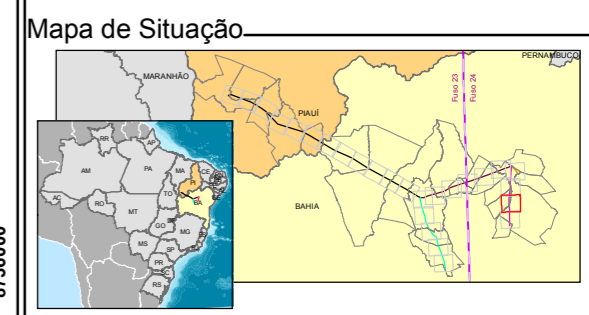 Mapa de Situação
PERNAMBUCO
MARANHÃO
PIAUÍ
Fuso 23
Fuso 24
BAHIA
RR
AP
AM
PA
MA
CE
PI
AC
RO
TO
BA
MT
GO
MG
ES
MS
SP
PR
SC
RS